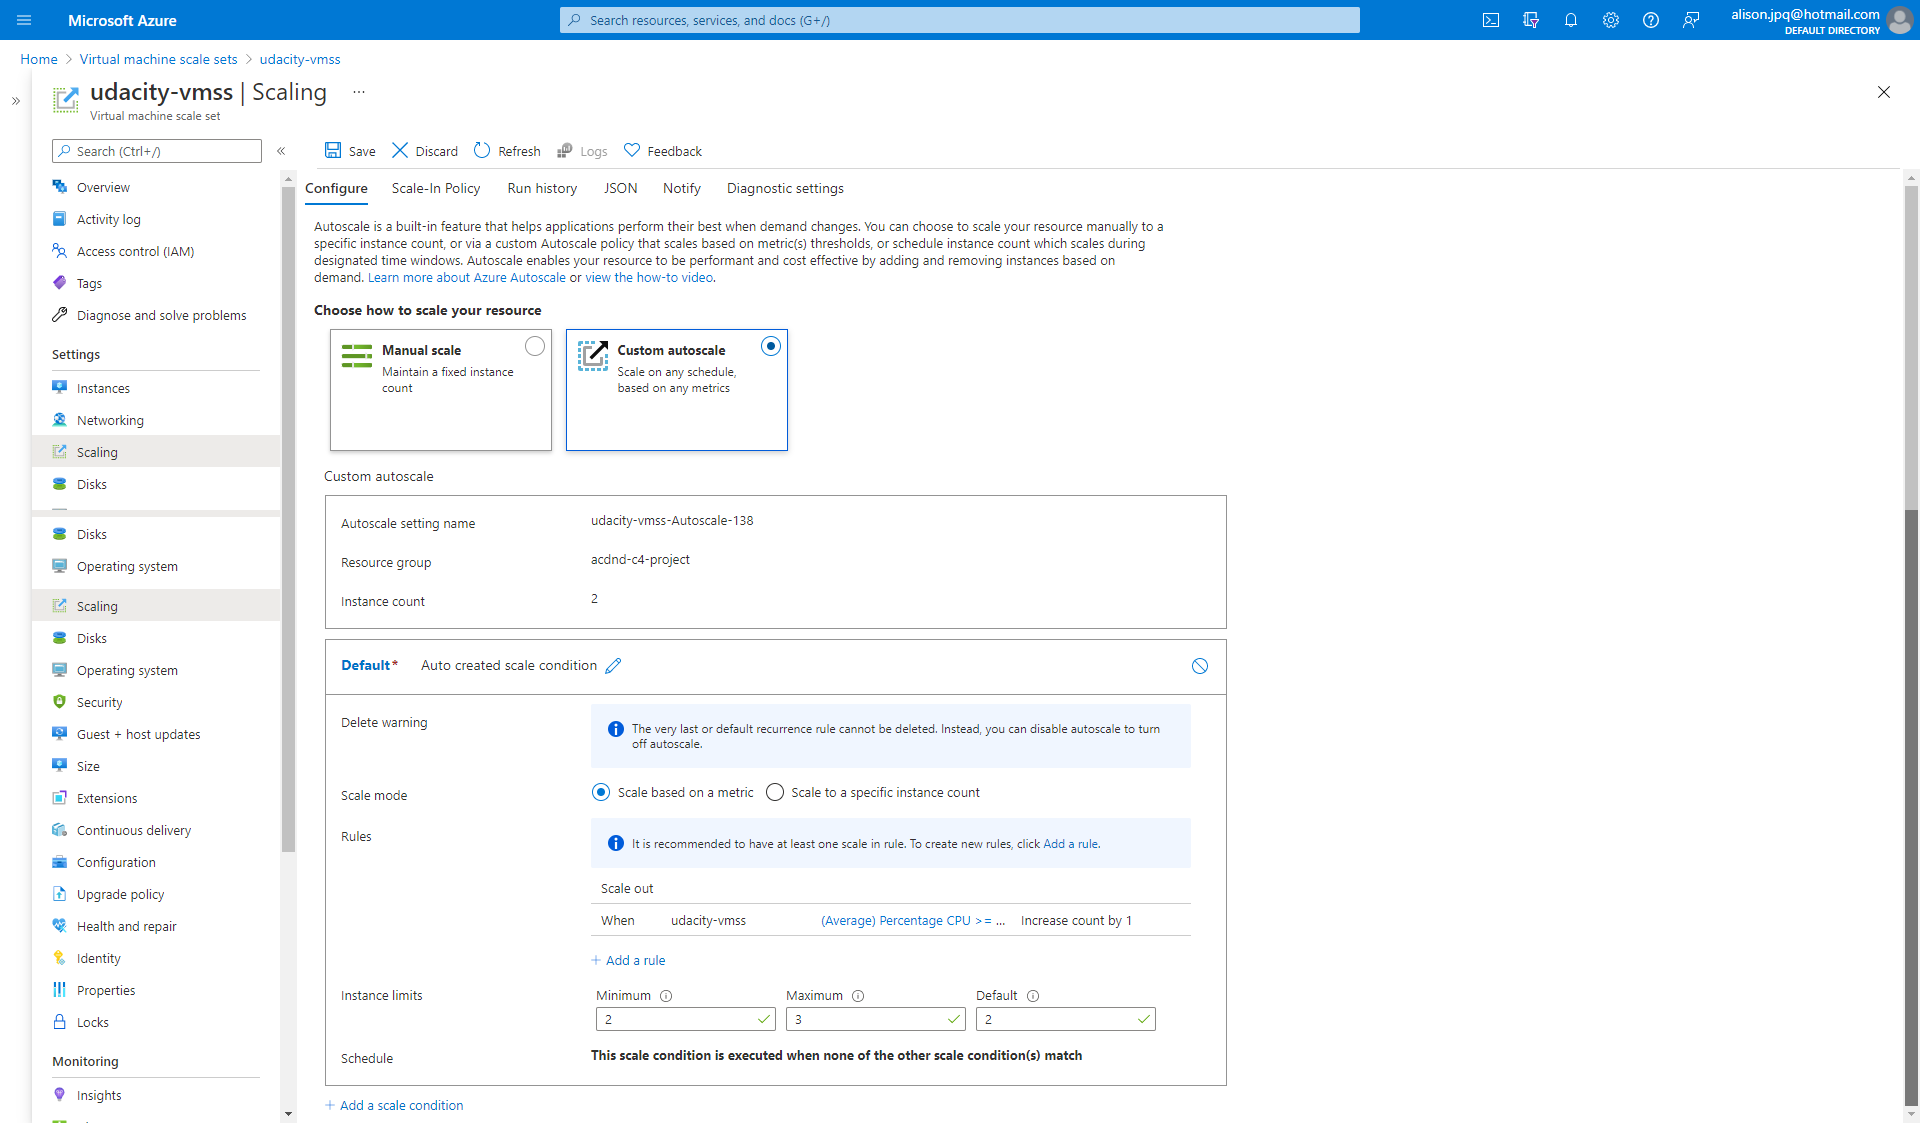 Microsoft Azure
Search resources, services, and docs (G+/)
alison.jpq@hotmail.com
DEFAULT DIRECTORY
Home > Virtual machine scale sets > udacity-vmss
udacity-vmss | Scaling ...
Virtual machine scale set
Search (Ctrl+/)
Overview
Activity log
Access control (IAM)
Tags
Diagnose and solve problems
Settings
Instances
Networking
Scaling
Disks
Disks
Operating system
Scaling
Disks
Operating system
Security
Guest + host updates
Size
Extensions
Continuous delivery
Configuration
Upgrade policy
Health and repair
Identity
Properties
Locks
Monitoring
Insights
Save Discard Refresh Logs Feedback
Configure Scale-In Policy Run history JSON Notify Diagnostic settings
Autoscale is a built-in feature that helps applications perform their best when demand changes. You can choose to scale your resource manually to a
specific instance count, or via a custom Autoscale policy that scales based on metric(s) thresholds, or schedule instance count which scales during
designated time windows. Autoscale enables your resource to be performant and cost effective by adding and removing instances based on
demand. Learn more about Azure Autoscale or view the how-to video.
Choose how to scale your resource
Manual scale
Maintain a fixed instance
count
Custom autoscale
Scale on any schedule,
based on any metrics
Custom autoscale
Autoscale setting name udacity-vmss-Autoscale-138
Resource group acdnd-c4-project
Instance count 2
Default* Auto created scale condition
Delete warning
The very last or default recurrence rule cannot be deleted. Instead, you can disable autoscale to turn
off autoscale.
Scale mode Scale based on a metric Scale to a specific instance count
Rules
It is recommended to have at least one scale in rule. To create new rules, click Add a rule.
Scale out
When udacity-vmss (Average) Percentage CPU >= ... Increase count by 1
+ Add a rule
Instance limits Minimum Maximum Default
2 3 2
Schedule This scale condition is executed when none of the other scale condition(s) match
+ Add a scale condition